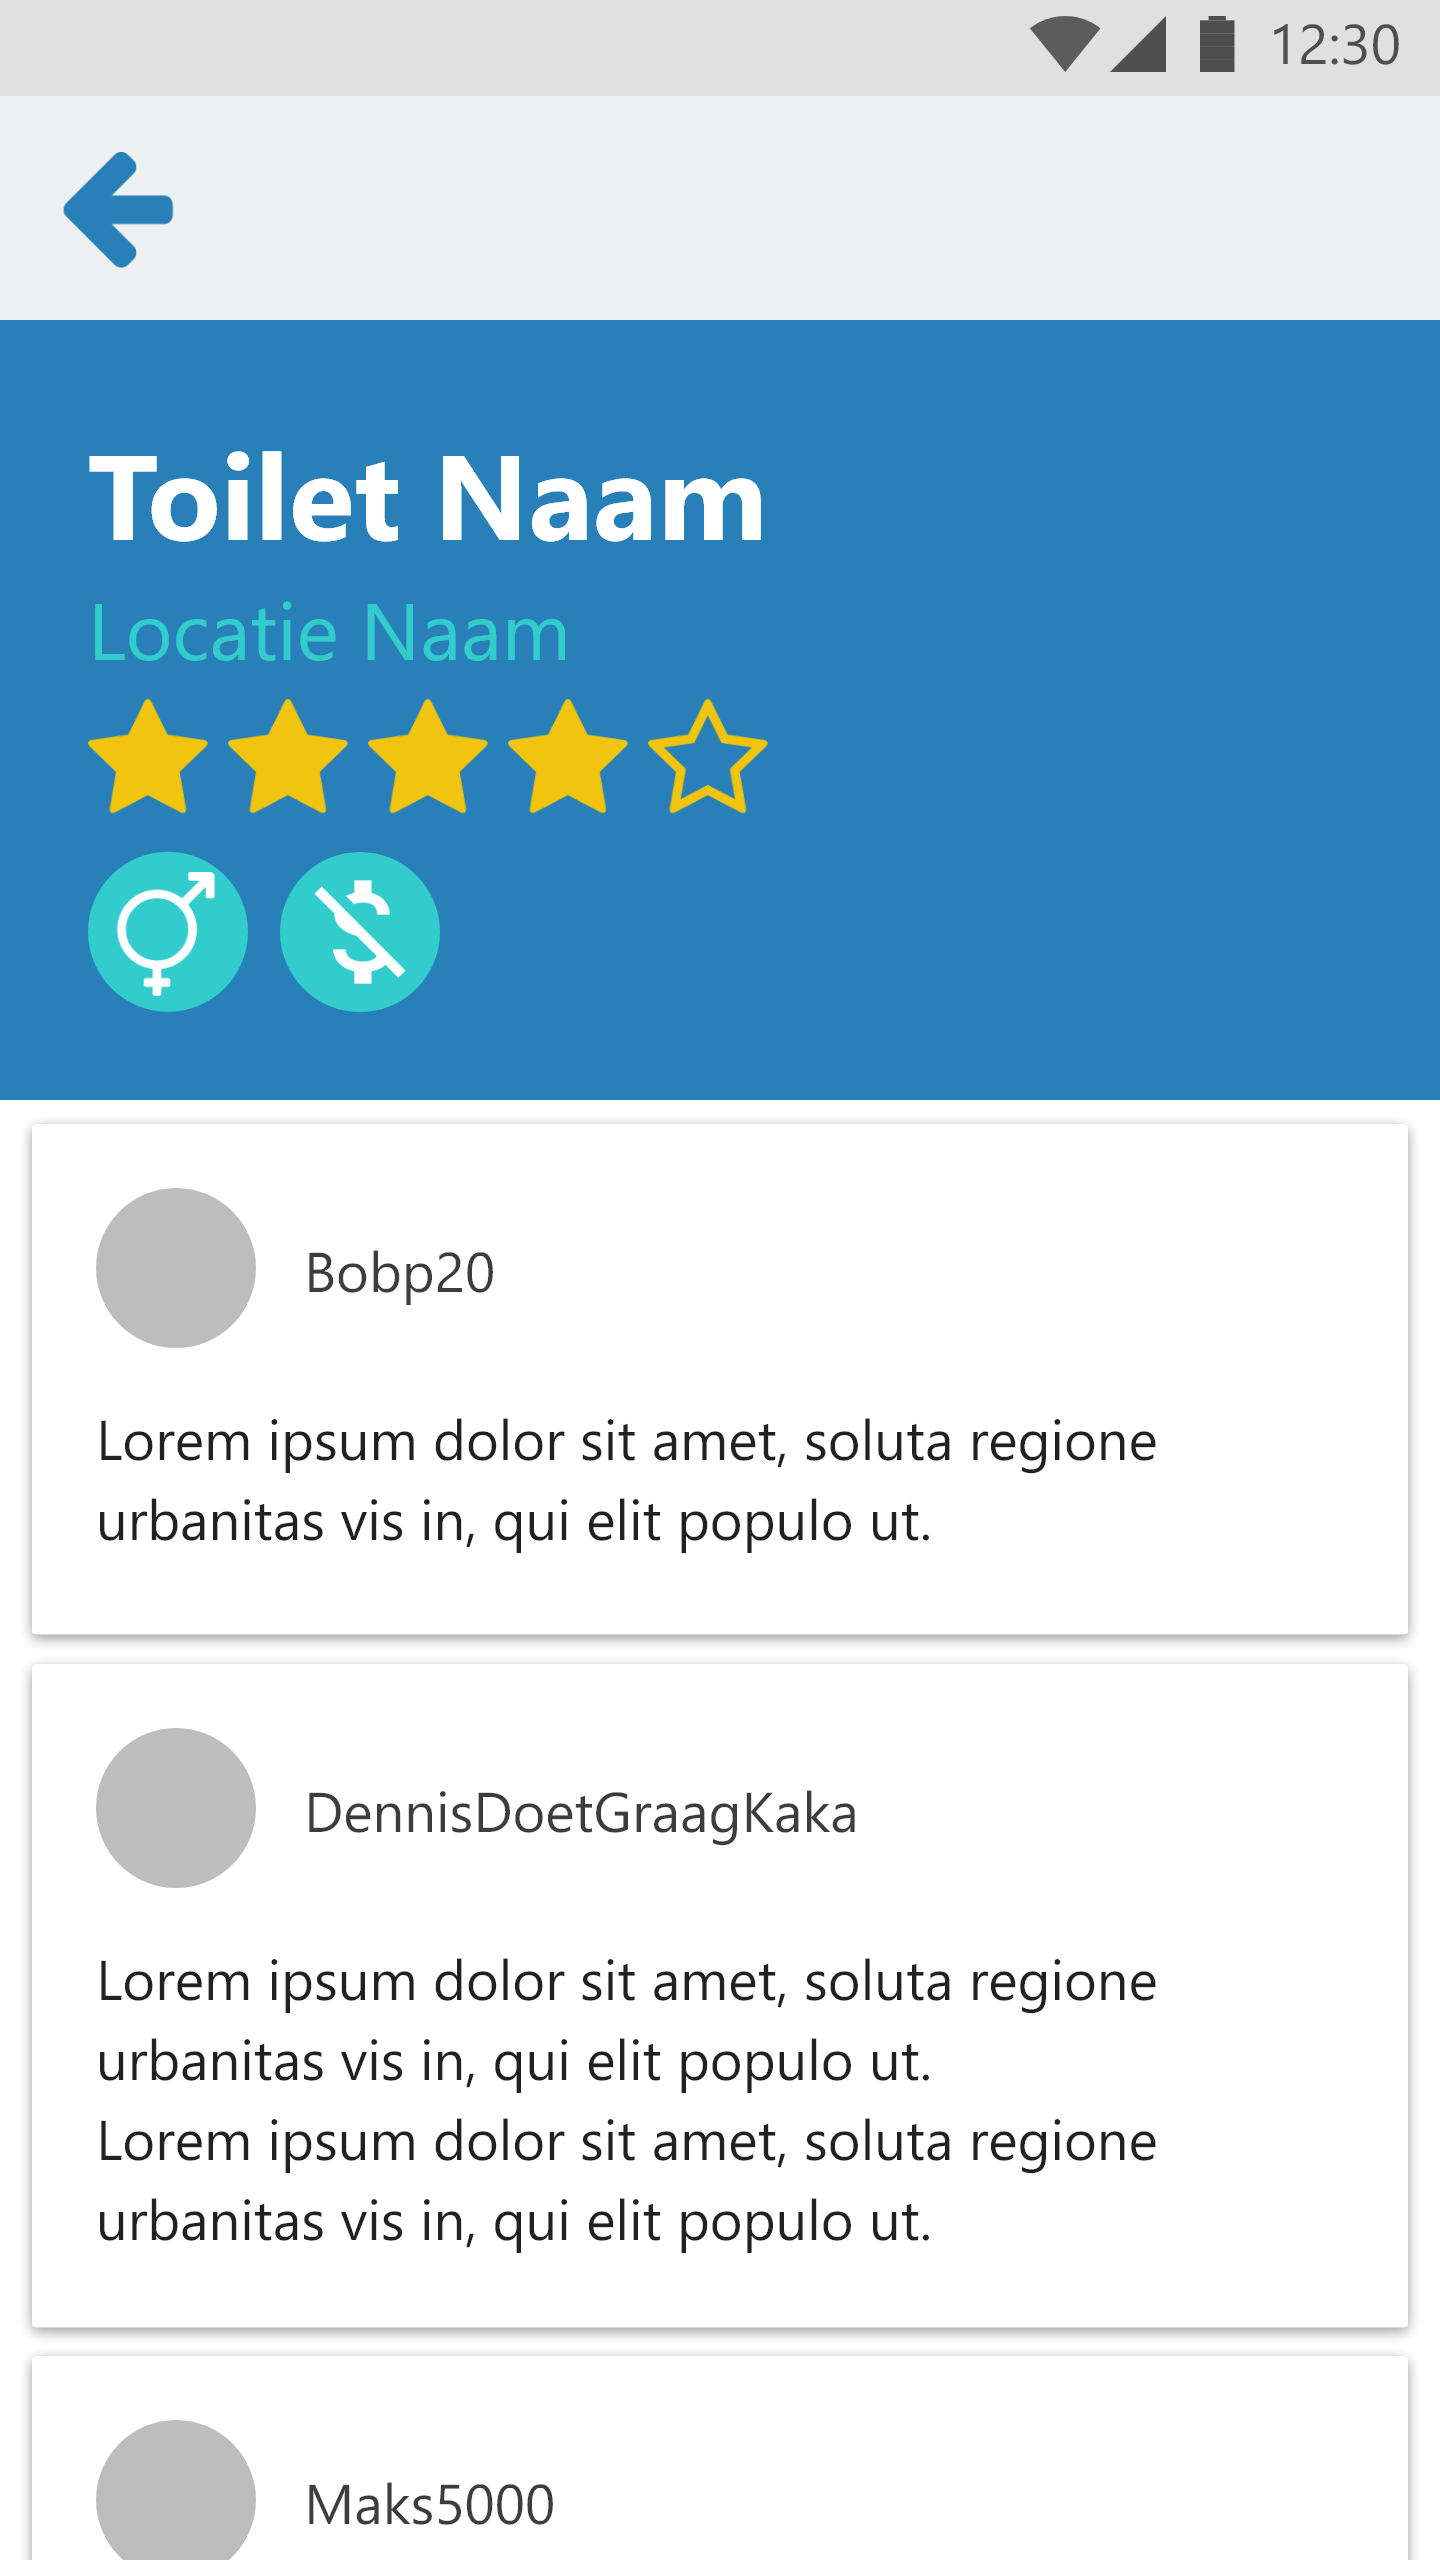 12:30
Toilet Naam
Locatie Naam
Bobp20
Lorem ipsum dolor sit amet, soluta regione
urbanitas vis in, qui elit populo ut.
DennisDoetGraagKaka
Lorem ipsum dolor sit amet, soluta regione
urbanitas vis in, qui elit populo ut.
Lorem ipsum dolor sit amet, soluta regione
urbanitas vis in, qui elit populo ut.
Maks5000